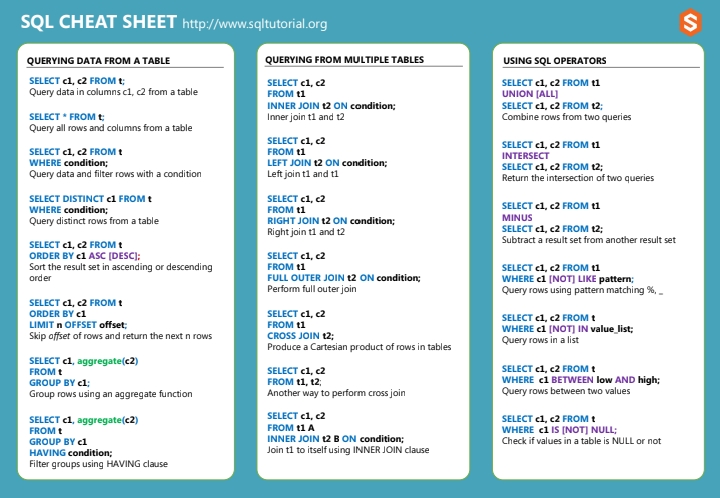 SQL CHEAT SHEET http://www.sqltutorial.org
QUERYING DATA FROM A TABLE
SELECT c1, c2 FROM t;
Query data in columns c1, c2 from a table
SELECT * FROM t;
Query all rows and columns from a table
SELECT c1, c2 FROM t
WHERE condition;
Query data and filter rows with a condition
SELECT DISTINCT c1 FROM t
WHERE condition;
Query distinct rows from a table
SELECT c1, c2 FROM t
ORDER BY c1 ASC [DESC];
Sort the result set in ascending or descending
order
SELECT c1, c2 FROM t
ORDER BY c1
LIMIT n OFFSET offset;
Skip offset of rows and return the next n rows
SELECT c1, aggregate(c2)
FROM t
GROUP BY c1;
Group rows using an aggregate function
SELECT c1, aggregate(c2)
FROM t
GROUP BY c1
HAVING condition;
Filter groups using HAVING clause
QUERYING FROM MULTIPLE TABLES
SELECT c1, c2
FROM t1
INNER JOIN t2 ON condition;
Inner join t1 and t2
SELECT c1, c2
FROM t1
LEFT JOIN t2 ON condition;
Left join t1 and t1
SELECT c1, c2
FROM t1
RIGHT JOIN t2 ON condition;
Right join t1 and t2
SELECT c1, c2
FROM t1
FULL OUTER JOIN t2 ON condition;
Perform full outer join
SELECT c1, c2
FROM t1
CROSS JOIN t2;
Produce a Cartesian product of rows in tables
SELECT c1, c2
FROM t1, t2;
Another way to perform cross join
SELECT c1, c2
FROM t1 A
INNER JOIN t2 B ON condition;
Join t1 to itself using INNER JOIN clause
USING SQL OPERATORS
SELECT c1, c2 FROM t1
UNION [ALL]
SELECT c1, c2 FROM t2;
Combine rows from two queries
SELECT c1, c2 FROM t1
INTERSECT
SELECT c1, c2 FROM t2;
Return the intersection of two queries
SELECT c1, c2 FROM t1
MINUS
SELECT c1, c2 FROM t2;
Subtract a result set from another result set
SELECT c1, c2 FROM t1
WHERE c1 [NOT] LIKE pattern;
Query rows using pattern matching %, _
SELECT c1, c2 FROM t
WHERE c1 [NOT] IN value_list;
Query rows in a list
SELECT c1, c2 FROM t
WHERE c1 BETWEEN low AND high;
Query rows between two values
SELECT c1, c2 FROM t
WHERE c1 IS [NOT] NULL;
Check if values in a table is NULL or not